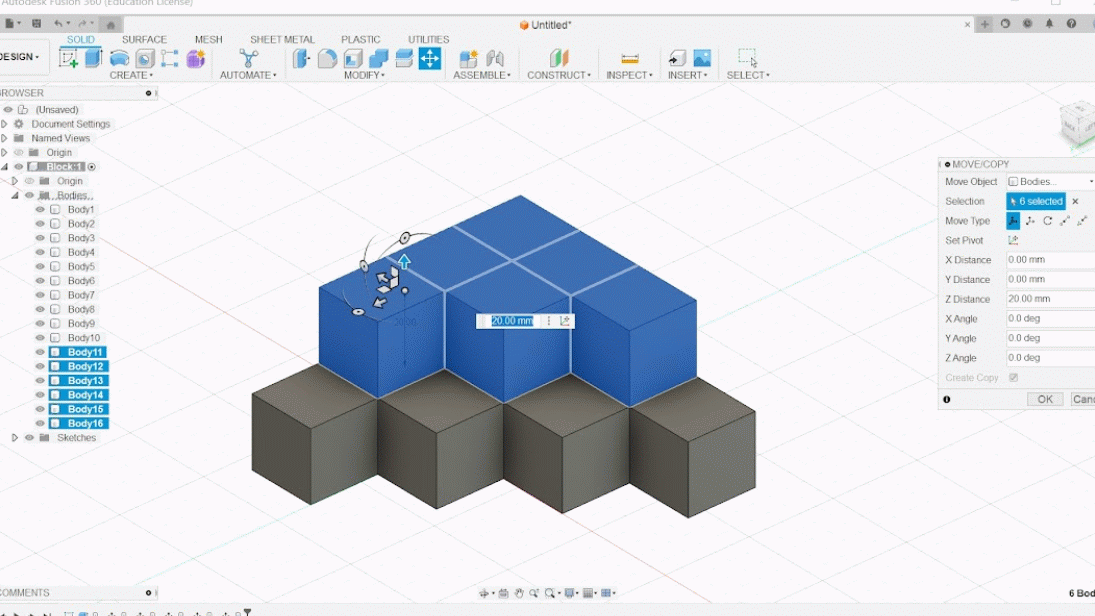 Autodesk Fusion 360 (Education License)
Untitled*
DESIGN
SOLID SURFACE MESH SHEET METAL PLASTIC UTILITIES
CREATE AUTOMATE MODIFY ASSEMBLE CONSTRUCT INSPECT INSERT SELECT
BROWSER
(Unsaved)
Document Settings
Named Views
Origin
Block:1
Origin
Bodies
Body1
Body2
Body3
Body4
Body5
Body6
Body7
Body8
Body9
Body10
Body11
Body12
Body13
Body14
Body15
Body16
Sketches
20.00 mm
MOVE/COPY
Move Object Bodies
Selection 6 selected
Move Type
Set Pivot
X Distance 0.00 mm
Y Distance 0.00 mm
Z Distance 20.00 mm
X Angle 0.0 deg
Y Angle 0.0 deg
Z Angle 0.0 deg
Create Copy
OK Canc
COMMENTS
6 Bod